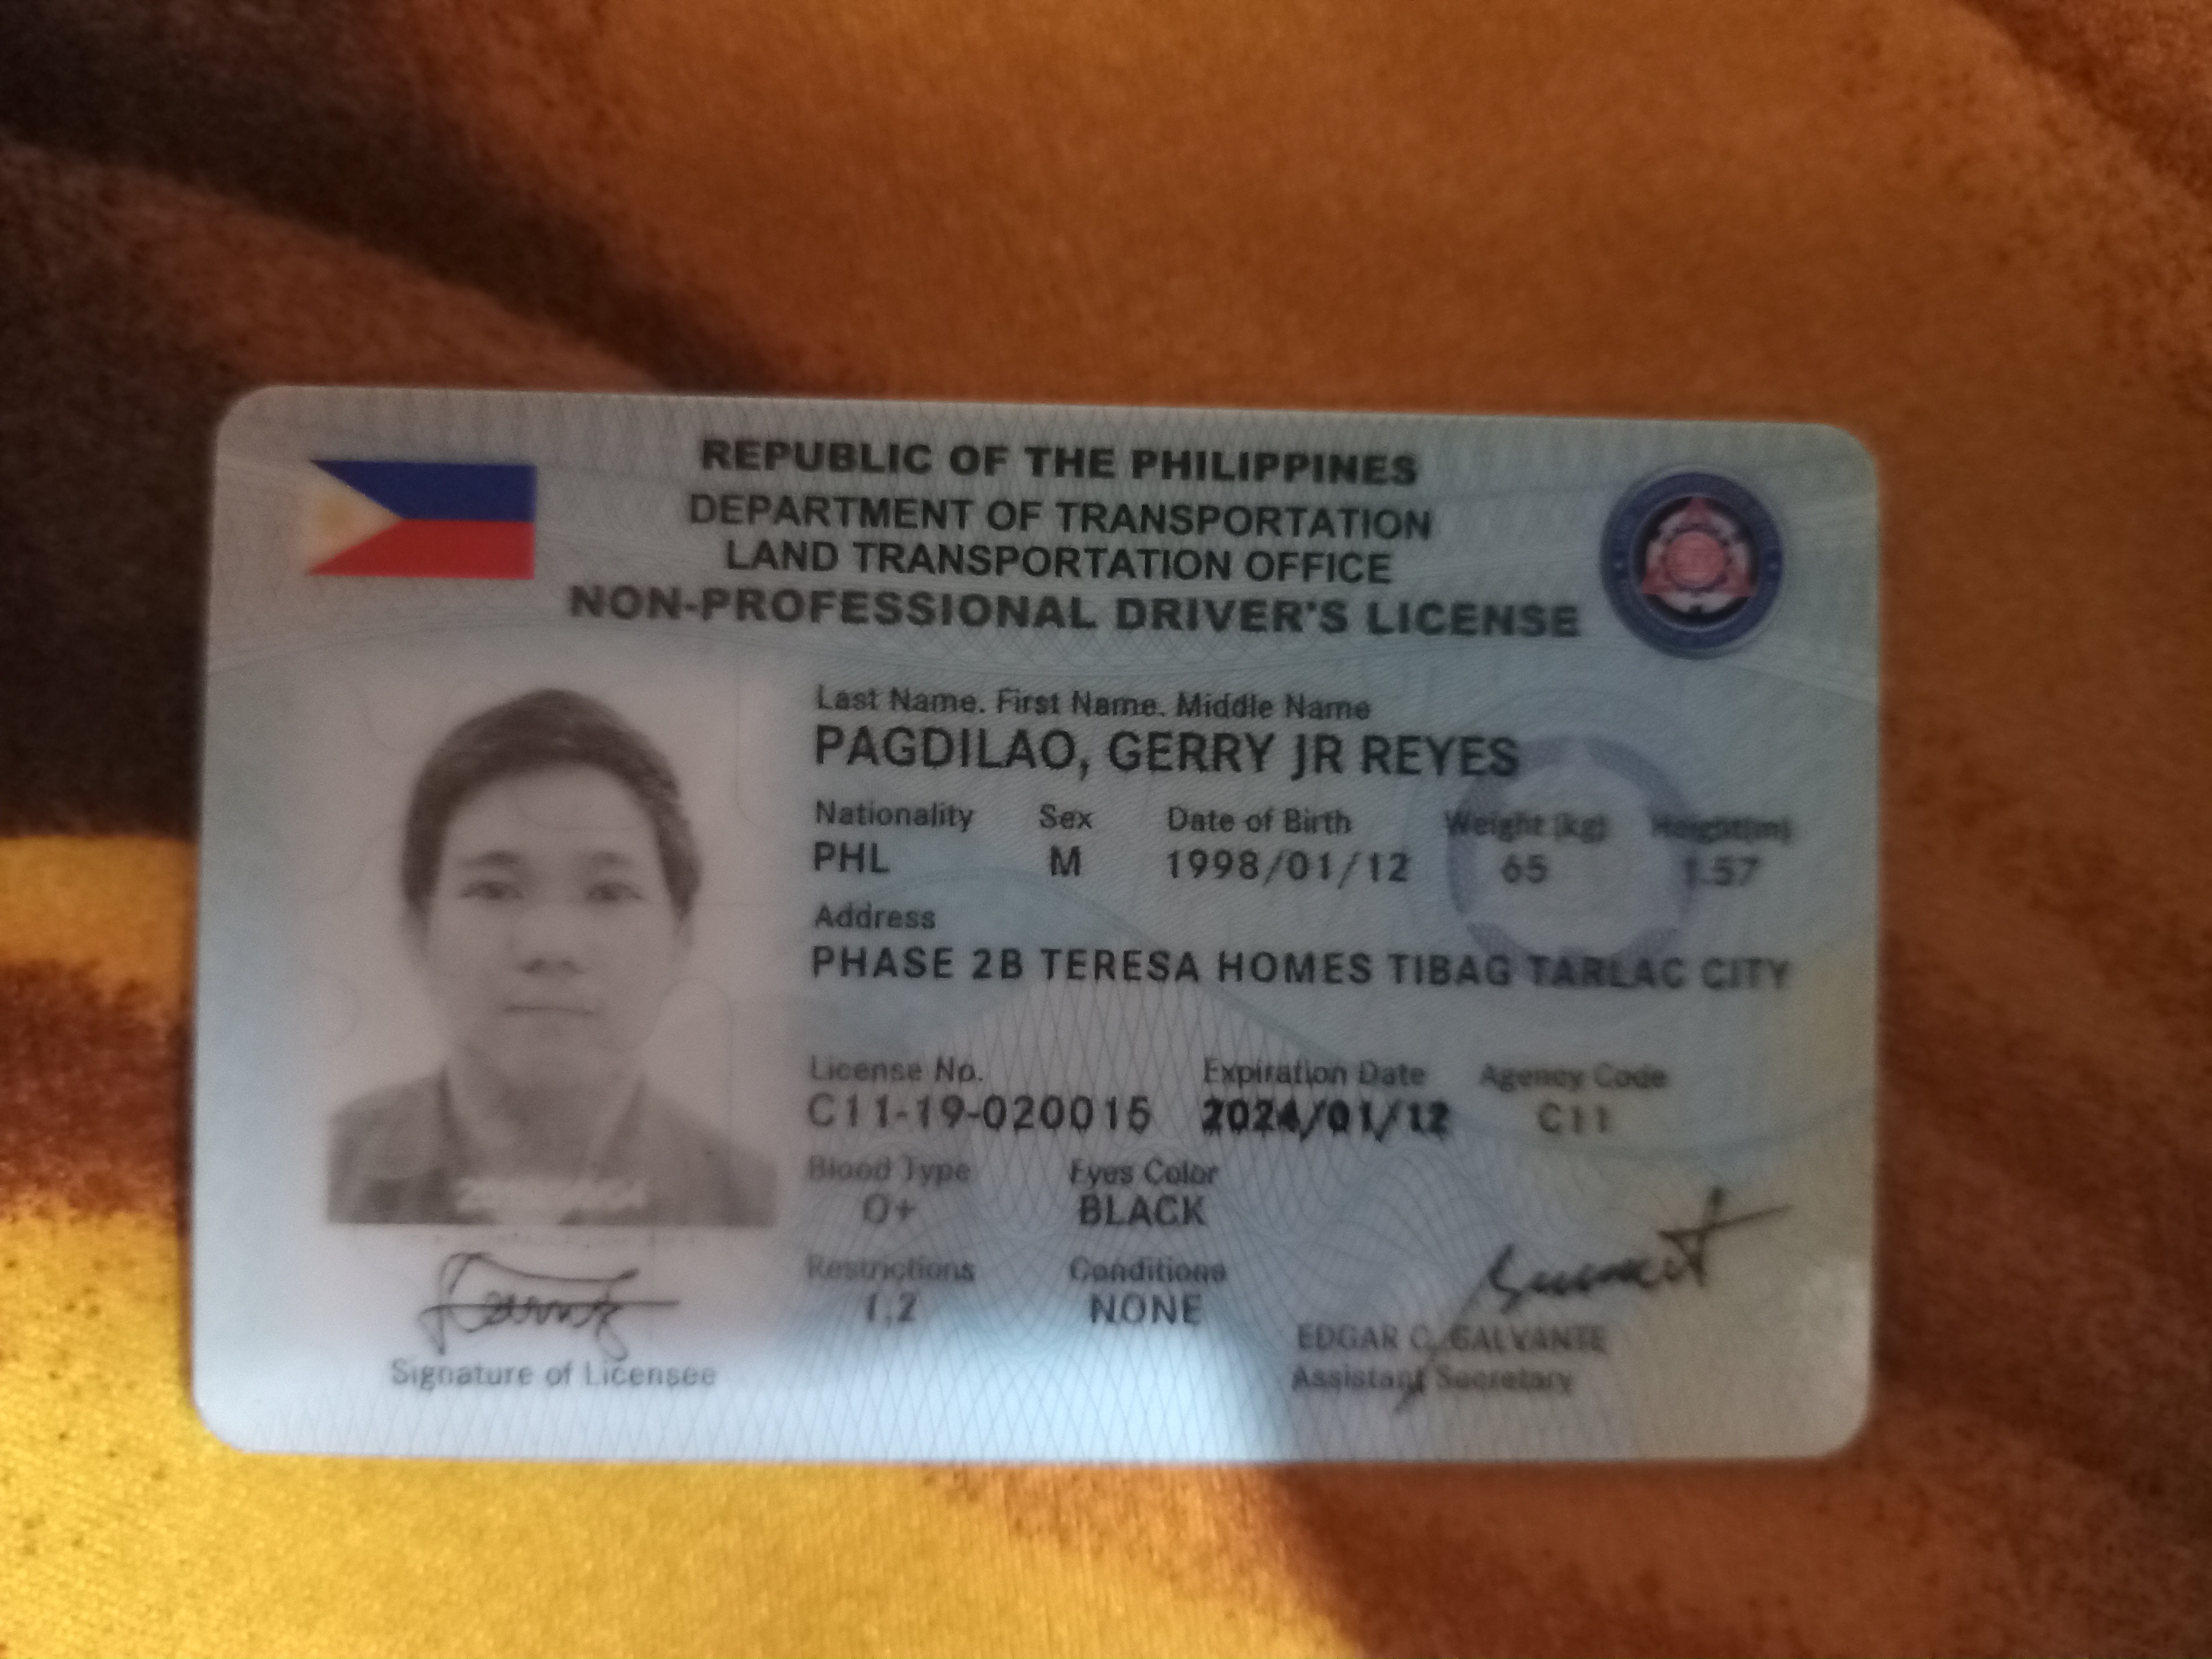 REPUBLIC OF THE PHILIPPINES
DEPARTMENT OF TRANSPORTATION
LAND TRANSPORTATION OFFICE
NON-PROFESSIONAL DRIVER'S LICENSE
Last Name. First Name. Middle Name
PAGDILAO, GERRY JR REYES
Nationality Sex Date of Birth Weight (kg) Height(m)
PHL M 1998/01/12 65 1.57
Address
PHASE 2B TERESA HOMES TIBAG TARLAC CITY
License No. Expiration Date Agency Code
C11-19-020015 2024/01/12 C11
Blood Type Eyes Color
O+ BLACK
Restrictions Conditions
1,2 NONE
EDGAR C. GALVANTE
Assistant Secretary
Signature of Licensee